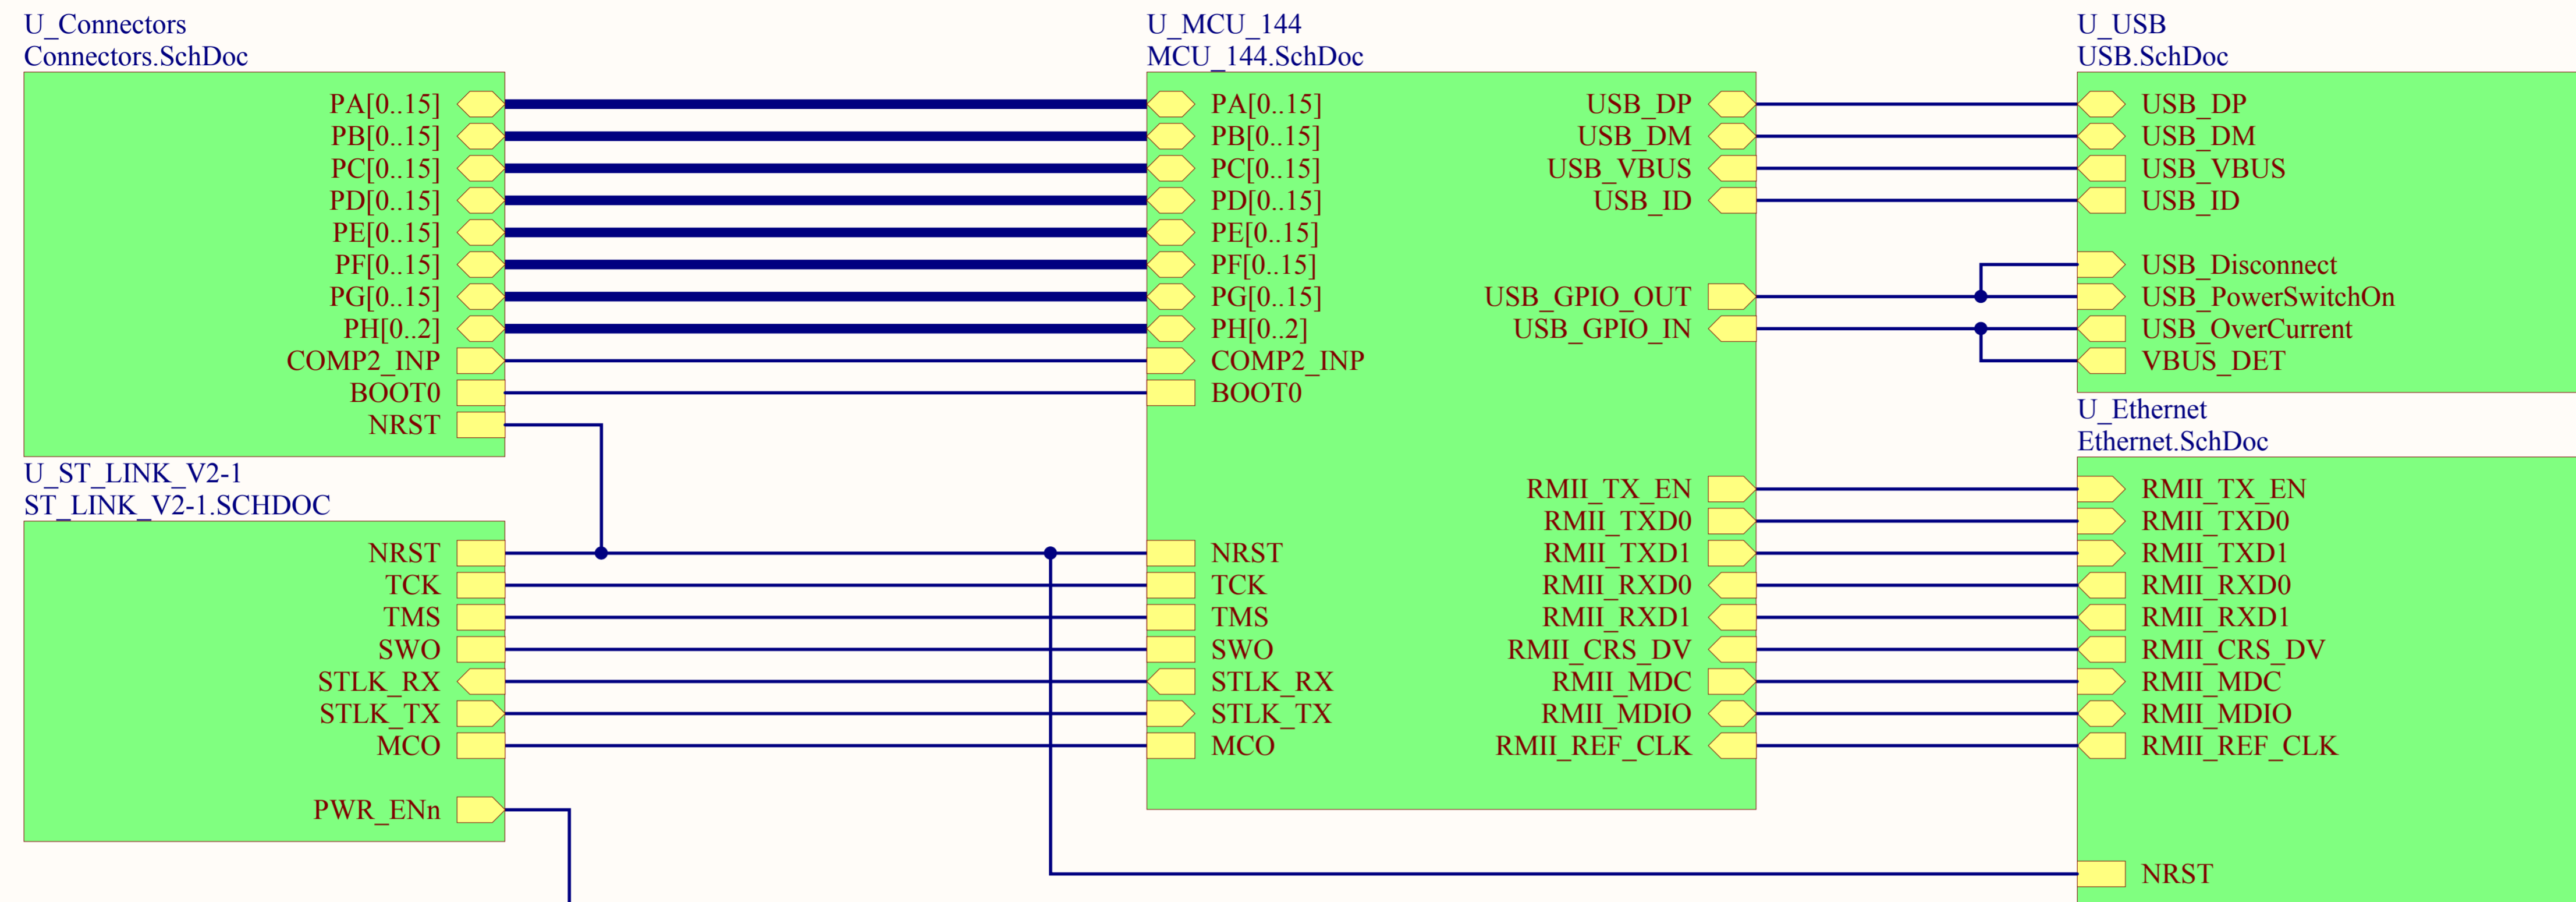 U_Connectors
Connectors.SchDoc
PA[0..15]
PB[0..15]
PC[0..15]
PD[0..15]
PE[0..15]
PF[0..15]
PG[0..15]
PH[0..2]
COMP2_INP
BOOT0
NRST
U_ST_LINK_V2-1
ST_LINK_V2-1.SCHDOC
NRST
TCK
TMS
SWO
STLK_RX
STLK_TX
MCO
PWR_ENn
U_MCU_144
MCU_144.SchDoc
PA[0..15]
PB[0..15]
PC[0..15]
PD[0..15]
PE[0..15]
PF[0..15]
PG[0..15]
PH[0..2]
COMP2_INP
BOOT0
NRST
TCK
TMS
SWO
STLK_RX
STLK_TX
MCO
USB_DP
USB_DM
USB_VBUS
USB_ID
USB_GPIO_OUT
USB_GPIO_IN
RMII_TX_EN
RMII_TXD0
RMII_TXD1
RMII_RXD0
RMII_RXD1
RMII_CRS_DV
RMII_MDC
RMII_MDIO
RMII_REF_CLK
U_USB
USB.SchDoc
USB_DP
USB_DM
USB_VBUS
USB_ID
USB_Disconnect
USB_PowerSwitchOn
USB_OverCurrent
VBUS_DET
U_Ethernet
Ethernet.SchDoc
RMII_TX_EN
RMII_TXD0
RMII_TXD1
RMII_RXD0
RMII_RXD1
RMII_CRS_DV
RMII_MDC
RMII_MDIO
RMII_REF_CLK
NRST